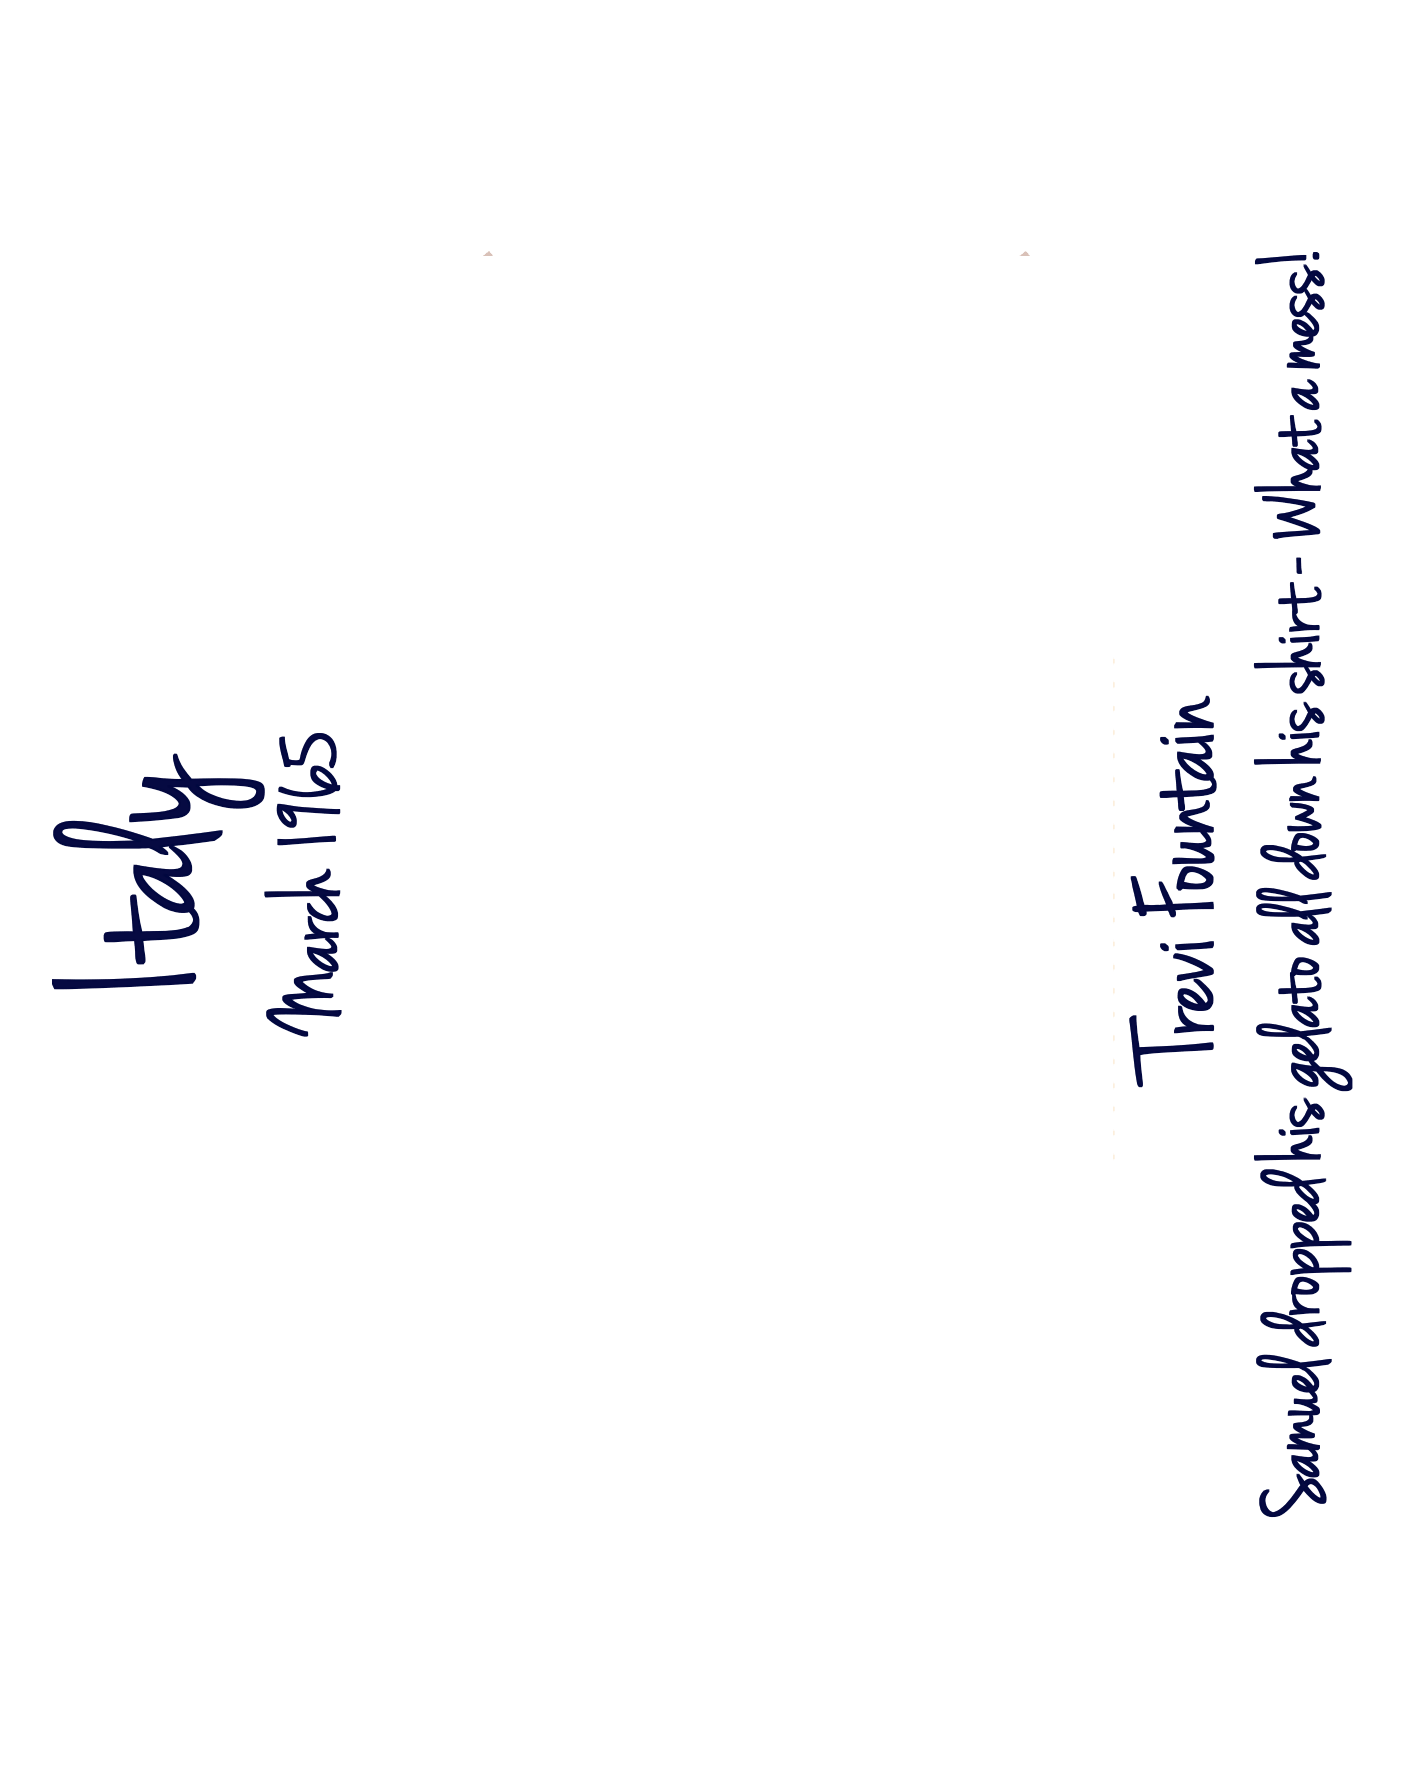 Italy
March 1965
Trevi Fountain
Samuel dropped his gelato all down his shirt - What a mess!